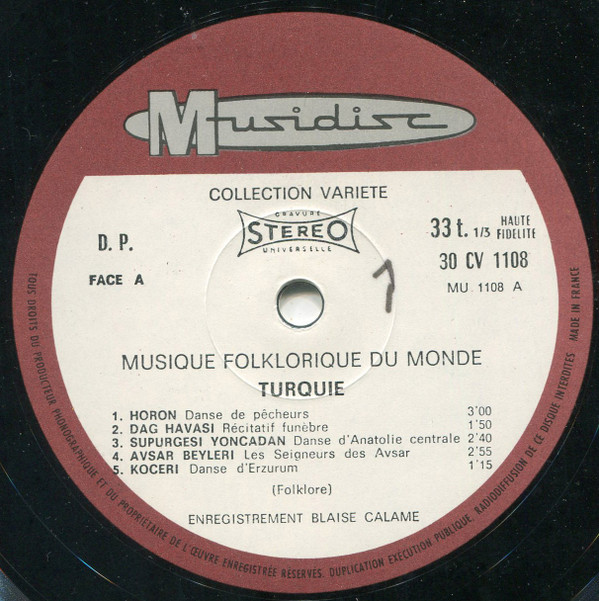 Musidisc
COLLECTION VARIETE
GRAVURE
STEREO
UNIVERSELLE
D. P.
FACE A
33 t. 1/3 HAUTE FIDELITE
30 CV 1108
MU. 1108 A
1
MUSIQUE FOLKLORIQUE DU MONDE
TURQUIE
1. HORON Danse de pêcheurs 3'00
2. DAG HAVASI Récitatif funèbre 1'50
3. SUPURGESI YONCADAN Danse d'Anatolie centrale 2'40
4. AVSAR BEYLERI Les Seigneurs des Avsar 2'55
5. KOCERI Danse d'Erzurum 1'15
(Folklore)
ENREGISTREMENT BLAISE CALAME
TOUS DROITS DU PRODUCTEUR PHONOGRAPHIQUE ET DU PROPRIETAIRE DE L'ŒUVRE ENREGISTRÉE RÉSERVES. DUPLICATION EXÉCUTION PUBLIQUE, RADIODIFFUSION DE CE DISQUE INTERDITES MADE IN FRANCE